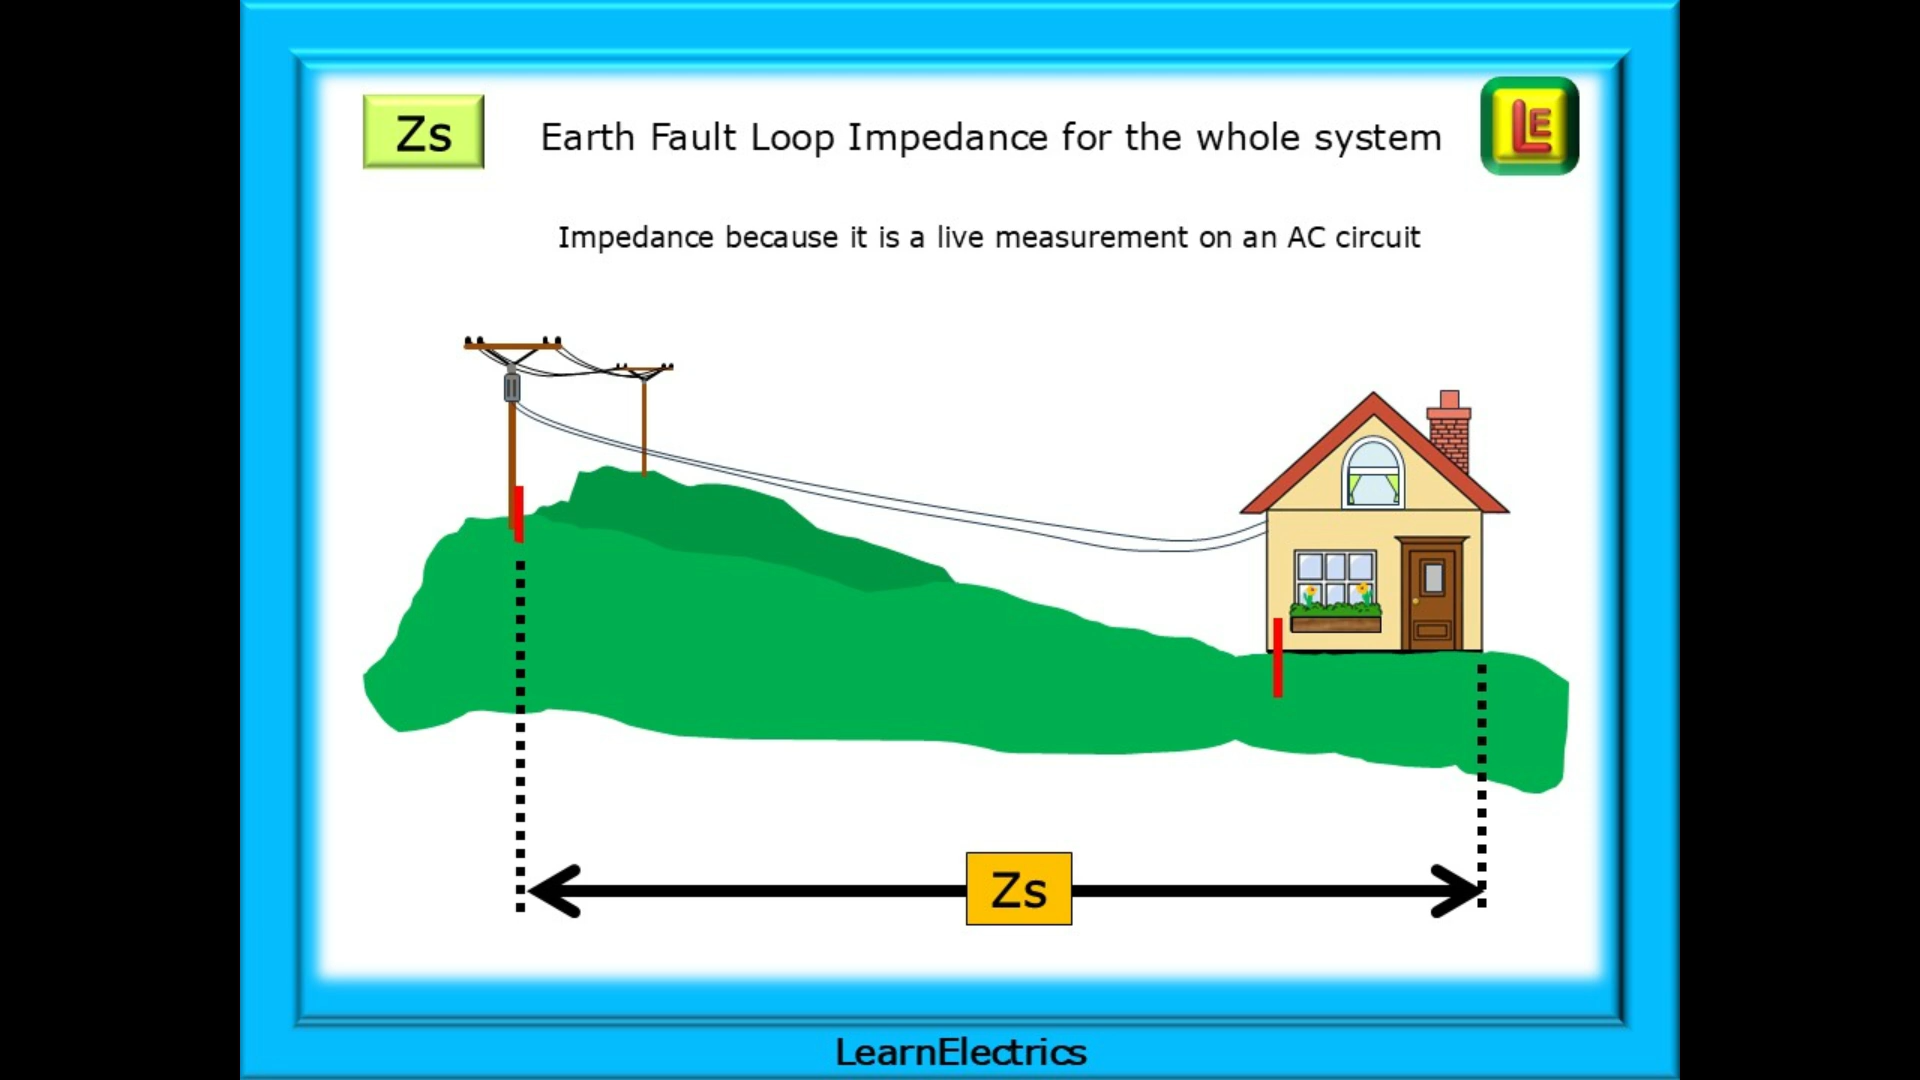 Zs
Earth Fault Loop Impedance for the whole system
LE
Impedance because it is a live measurement on an AC circuit
Zs
LearnElectrics